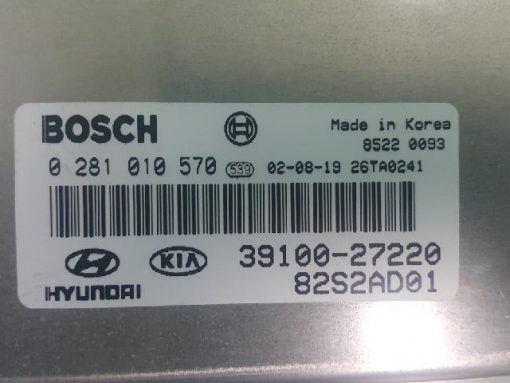 BOSCH Made in Korea
8522 0093
0 281 010 570 539 02-08-19 26TA0241
KIA 39100-27220
HYUNDAI 82S2AD01